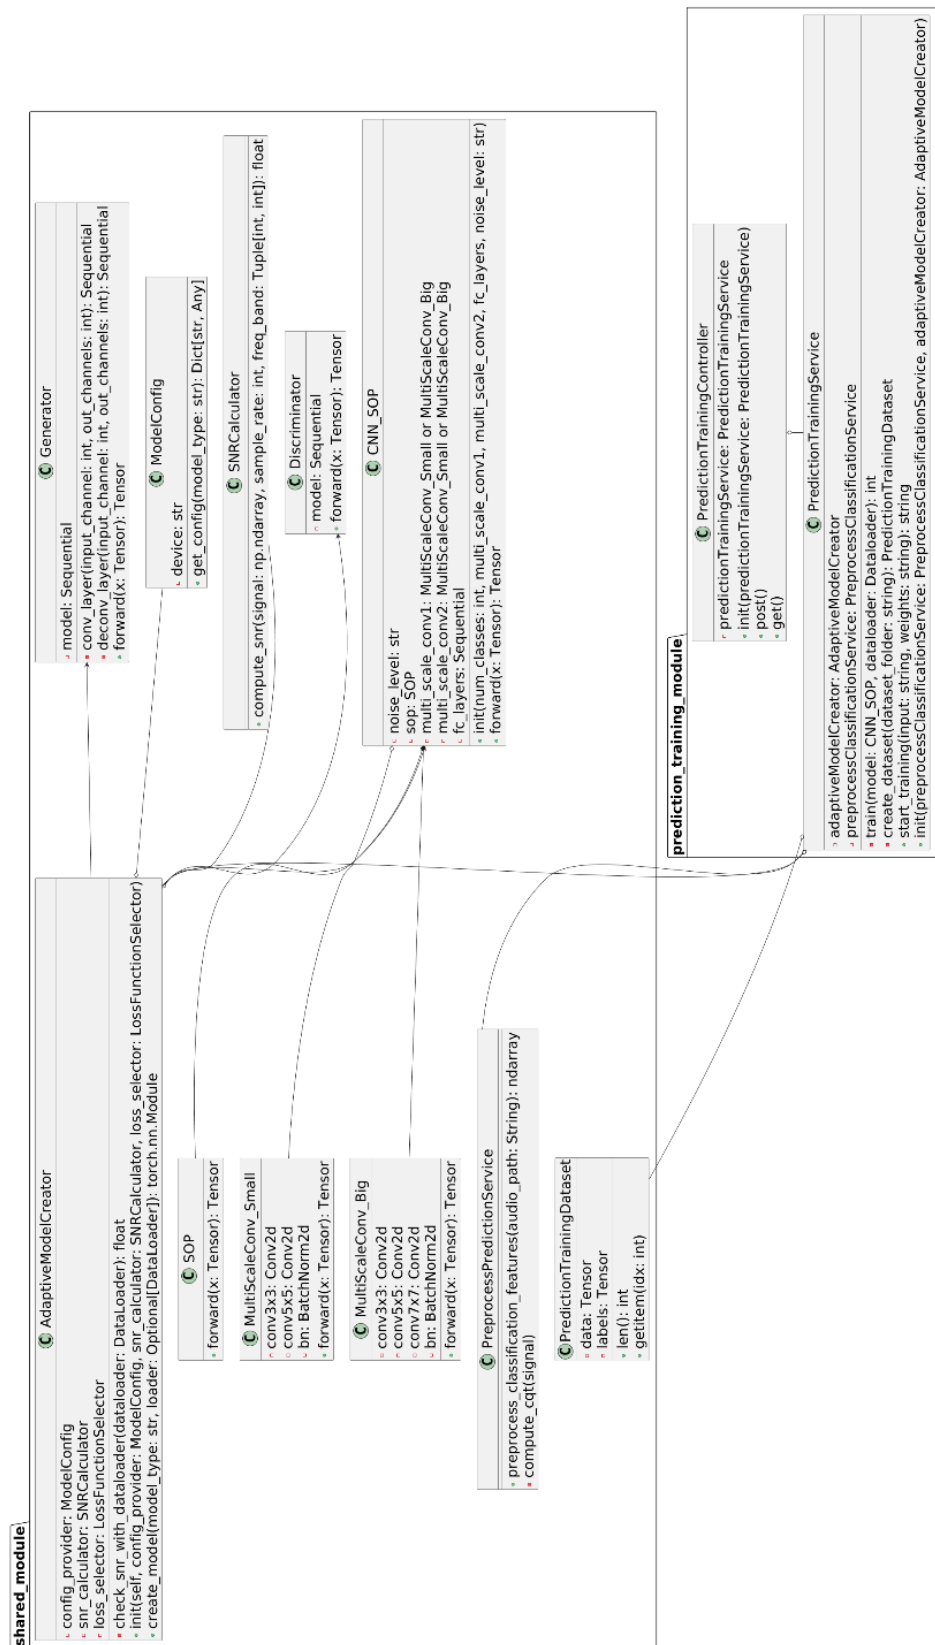 shared_module
AdaptiveModelCreator
config_provider: ModelConfig
snr_calculator: SNRCalculator
loss_selector: LossFunctionSelector
check_snr_with_dataloader(dataloader: DataLoader): float
init(self, config_provider: ModelConfig, snr_calculator: SNRCalculator, loss_selector: LossFunctionSelector)
create_model(model_type: str, loader: Optional[DataLoader]): torch.nn.Module
Generator
model: Sequential
conv_layer(input_channel: int, out_channels: int): Sequential
deconv_layer(input_channel: int, out_channels: int): Sequential
forward(x: Tensor): Tensor
ModelConfig
device: str
get_config(model_type: str): Dict[str, Any]
SOP
forward(x: Tensor): Tensor
SNRCalculator
compute_snr(signal: np.ndarray, sample_rate: int, freq_band: Tuple[int, int]): float
MultiScaleConv_Small
conv3x3: Conv2d
conv5x5: Conv2d
bn: BatchNorm2d
forward(x: Tensor): Tensor
Discriminator
model: Sequential
forward(x: Tensor): Tensor
MultiScaleConv_Big
conv3x3: Conv2d
conv5x5: Conv2d
conv7x7: Conv2d
bn: BatchNorm2d
forward(x: Tensor): Tensor
CNN_SOP
noise_level: str
sop: SOP
multi_scale_conv1: MultiScaleConv_Small or MultiScaleConv_Big
multi_scale_conv2: MultiScaleConv_Small or MultiScaleConv_Big
fc_layers: Sequential
init(num_classes: int, multi_scale_conv1, multi_scale_conv2, fc_layers, noise_level: str)
forward(x: Tensor): Tensor
PreprocessPredictionService
preprocess_classification_features(audio_path: String): ndarray
compute_cqt(signal)
PredictionTrainingDataset
data: Tensor
labels: Tensor
len(): int
getitem(idx: int)
prediction_training_module
PredictionTrainingController
predictionTrainingService: PredictionTrainingService
init(predictionTrainingService: PredictionTrainingService)
post()
get()
PredictionTrainingService
adaptiveModelCreator: AdaptiveModelCreator
preprocessClassificationService: PreprocessClassificationService
train(model: CNN_SOP, dataloader: Dataloader): int
create_dataset(dataset_folder: string): PredictionTrainingDataset
start_training(input: string, weights: string): string
init(preprocessClassificationService: PreprocessClassificationService, adaptiveModelCreator: AdaptiveModelCreator)